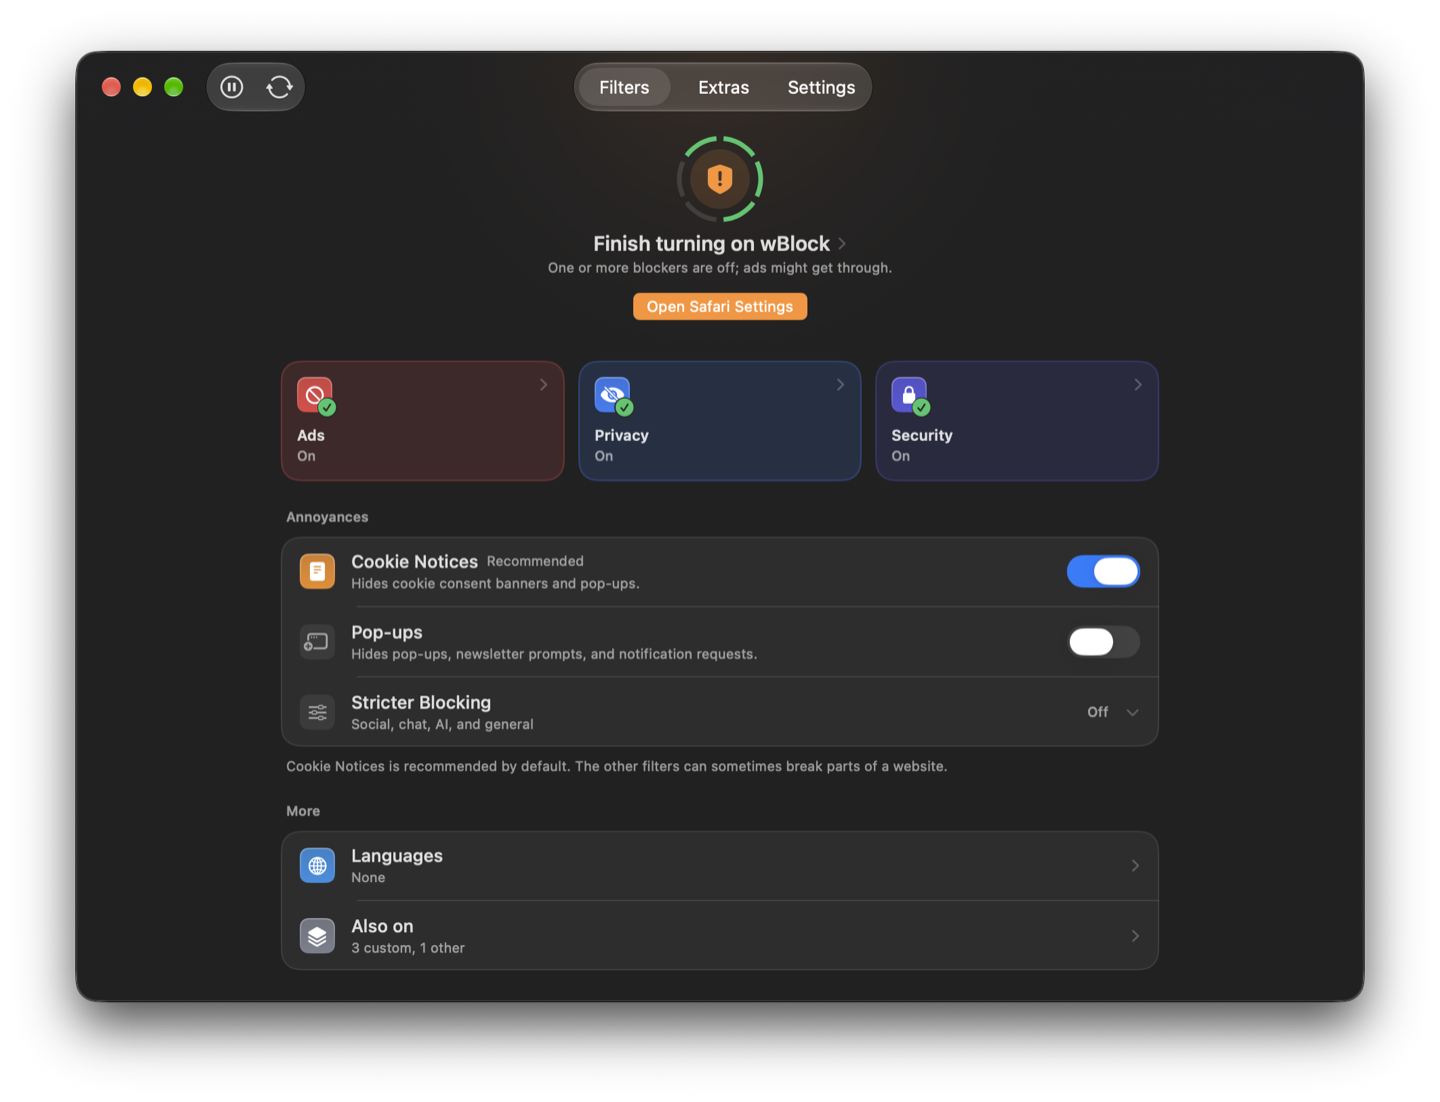 Filters
Extras
Settings
Finish turning on wBlock
One or more blockers are off; ads might get through.
Open Safari Settings
Ads
On
Privacy
On
Security
On
Annoyances
Cookie Notices Recommended
Hides cookie consent banners and pop-ups.
Pop-ups
Hides pop-ups, newsletter prompts, and notification requests.
Stricter Blocking
Social, chat, AI, and general
Off
Cookie Notices is recommended by default. The other filters can sometimes break parts of a website.
More
Languages
None
Also on
3 custom, 1 other